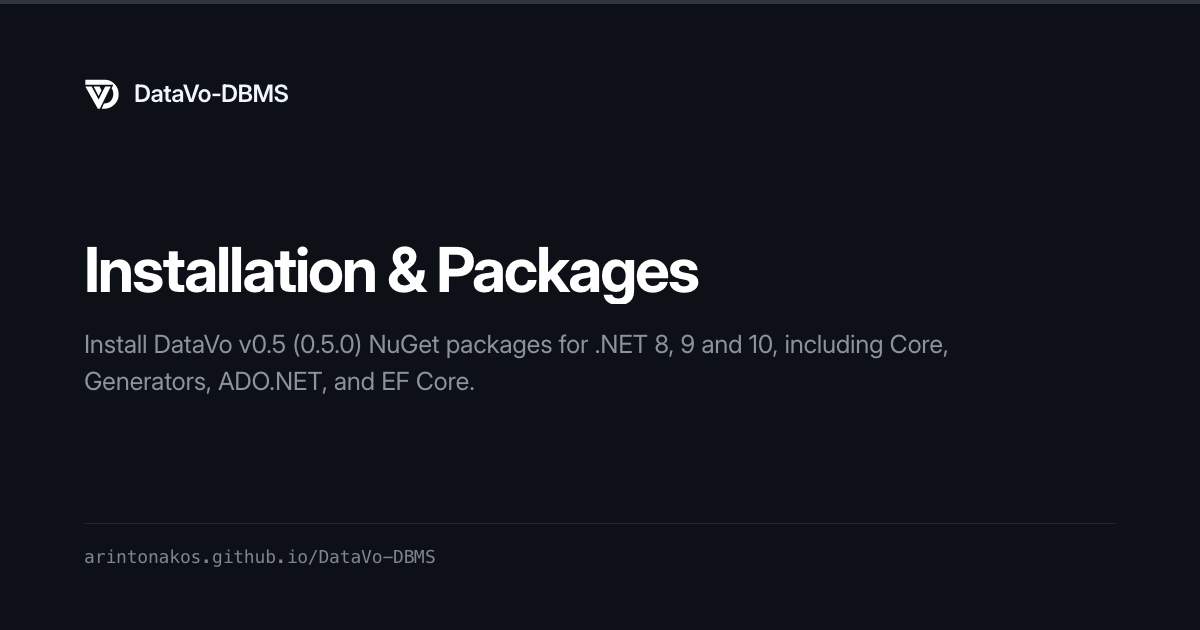 DataVo-DBMS
Installation & Packages
Install DataVo v0.5 (0.5.0) NuGet packages for .NET 8, 9 and 10, including Core,
Generators, ADO.NET, and EF Core.
arintonakos.github.io/DataVo-DBMS